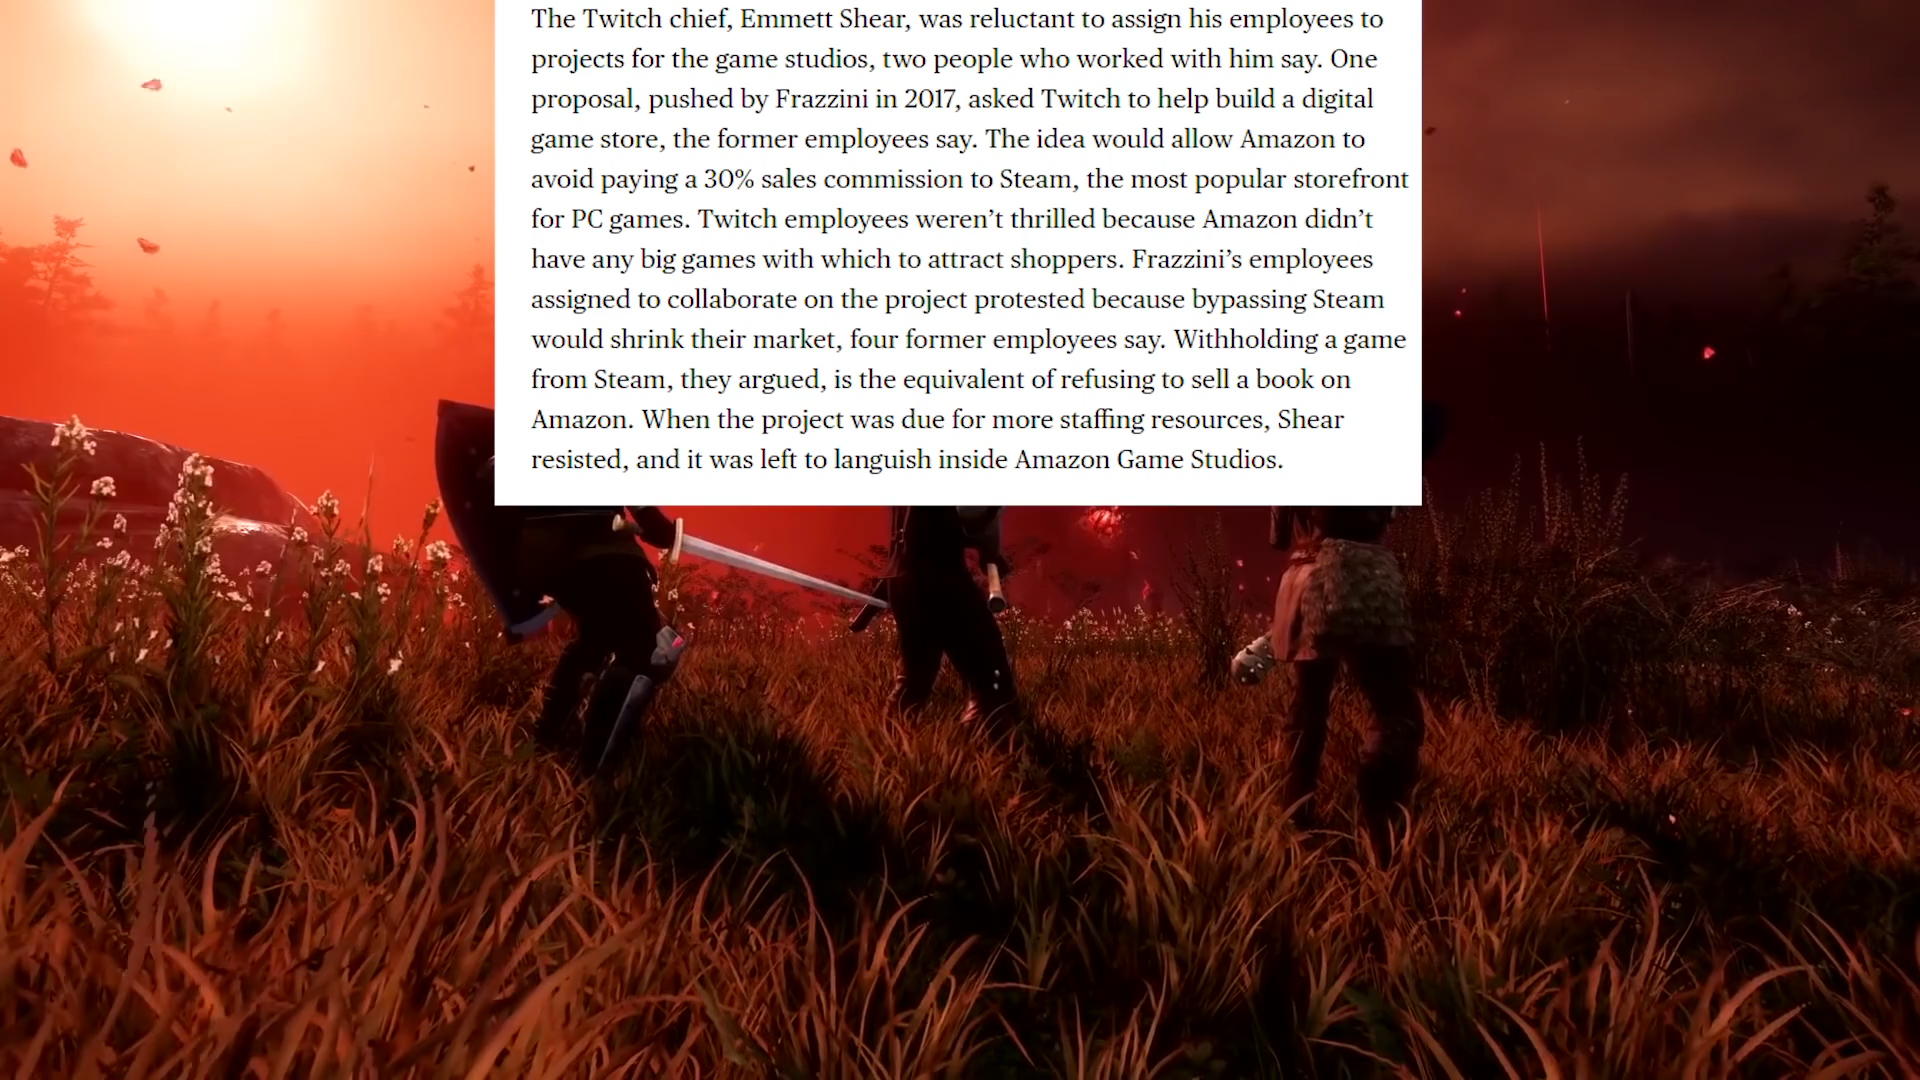 The Twitch chief, Emmett Shear, was reluctant to assign his employees to
projects for the game studios, two people who worked with him say. One
proposal, pushed by Frazzini in 2017, asked Twitch to help build a digital
game store, the former employees say. The idea would allow Amazon to
avoid paying a 30% sales commission to Steam, the most popular storefront
for PC games. Twitch employees weren’t thrilled because Amazon didn’t
have any big games with which to attract shoppers. Frazzini’s employees
assigned to collaborate on the project protested because bypassing Steam
would shrink their market, four former employees say. Withholding a game
from Steam, they argued, is the equivalent of refusing to sell a book on
Amazon. When the project was due for more staffing resources, Shear
resisted, and it was left to languish inside Amazon Game Studios.